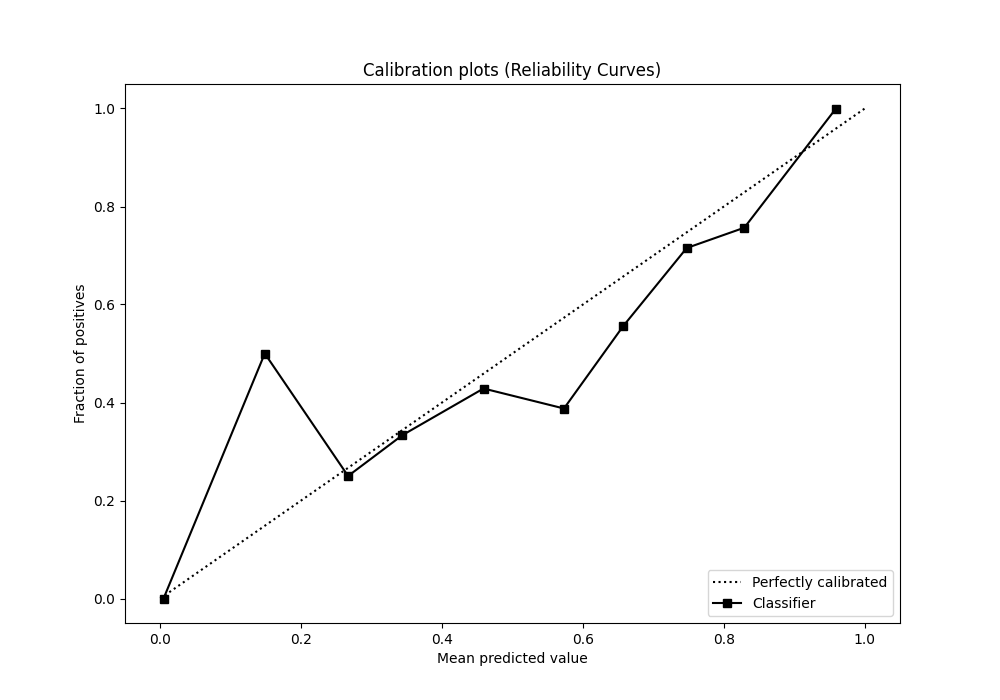 Calibration plots (Reliability Curves)
1.0
0.8
0.6
0.4
0.2
0.0
Fraction of positives
0.0 0.2 0.4 0.6 0.8 1.0
Mean predicted value
Perfectly calibrated
Classifier